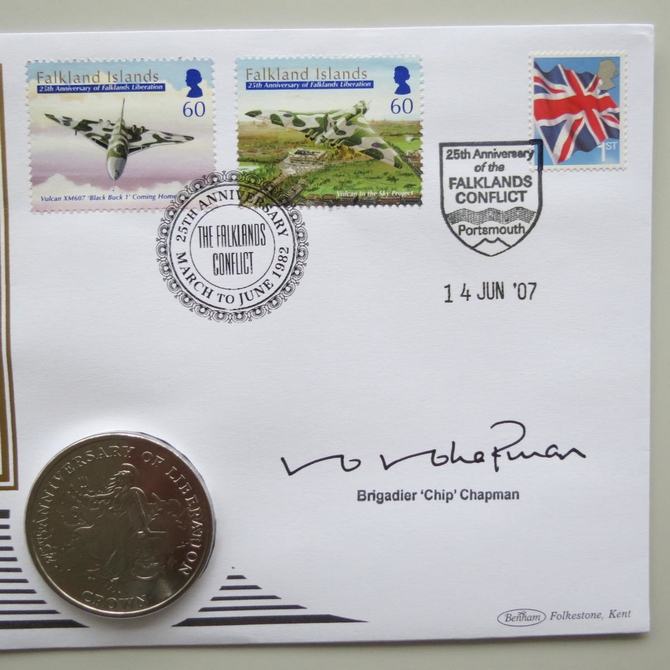 Falkland Islands
25th Anniversary of Falklands Liberation
60
Vulcan XM607 'Black Buck 1' Coming Home
Falkland Islands
25th Anniversary of Falklands Liberation
60
Vulcan to the Sky Project
1ST
25TH ANNIVERSARY
THE FALKLANDS
CONFLICT
MARCH TO JUNE 1982
25th Anniversary
of the
FALKLANDS
CONFLICT
Portsmouth
14 JUN '07
Chapman
Brigadier 'Chip' Chapman
ANNIVERSARY OF LIBERATION
CROWN
Benham Folkestone, Kent